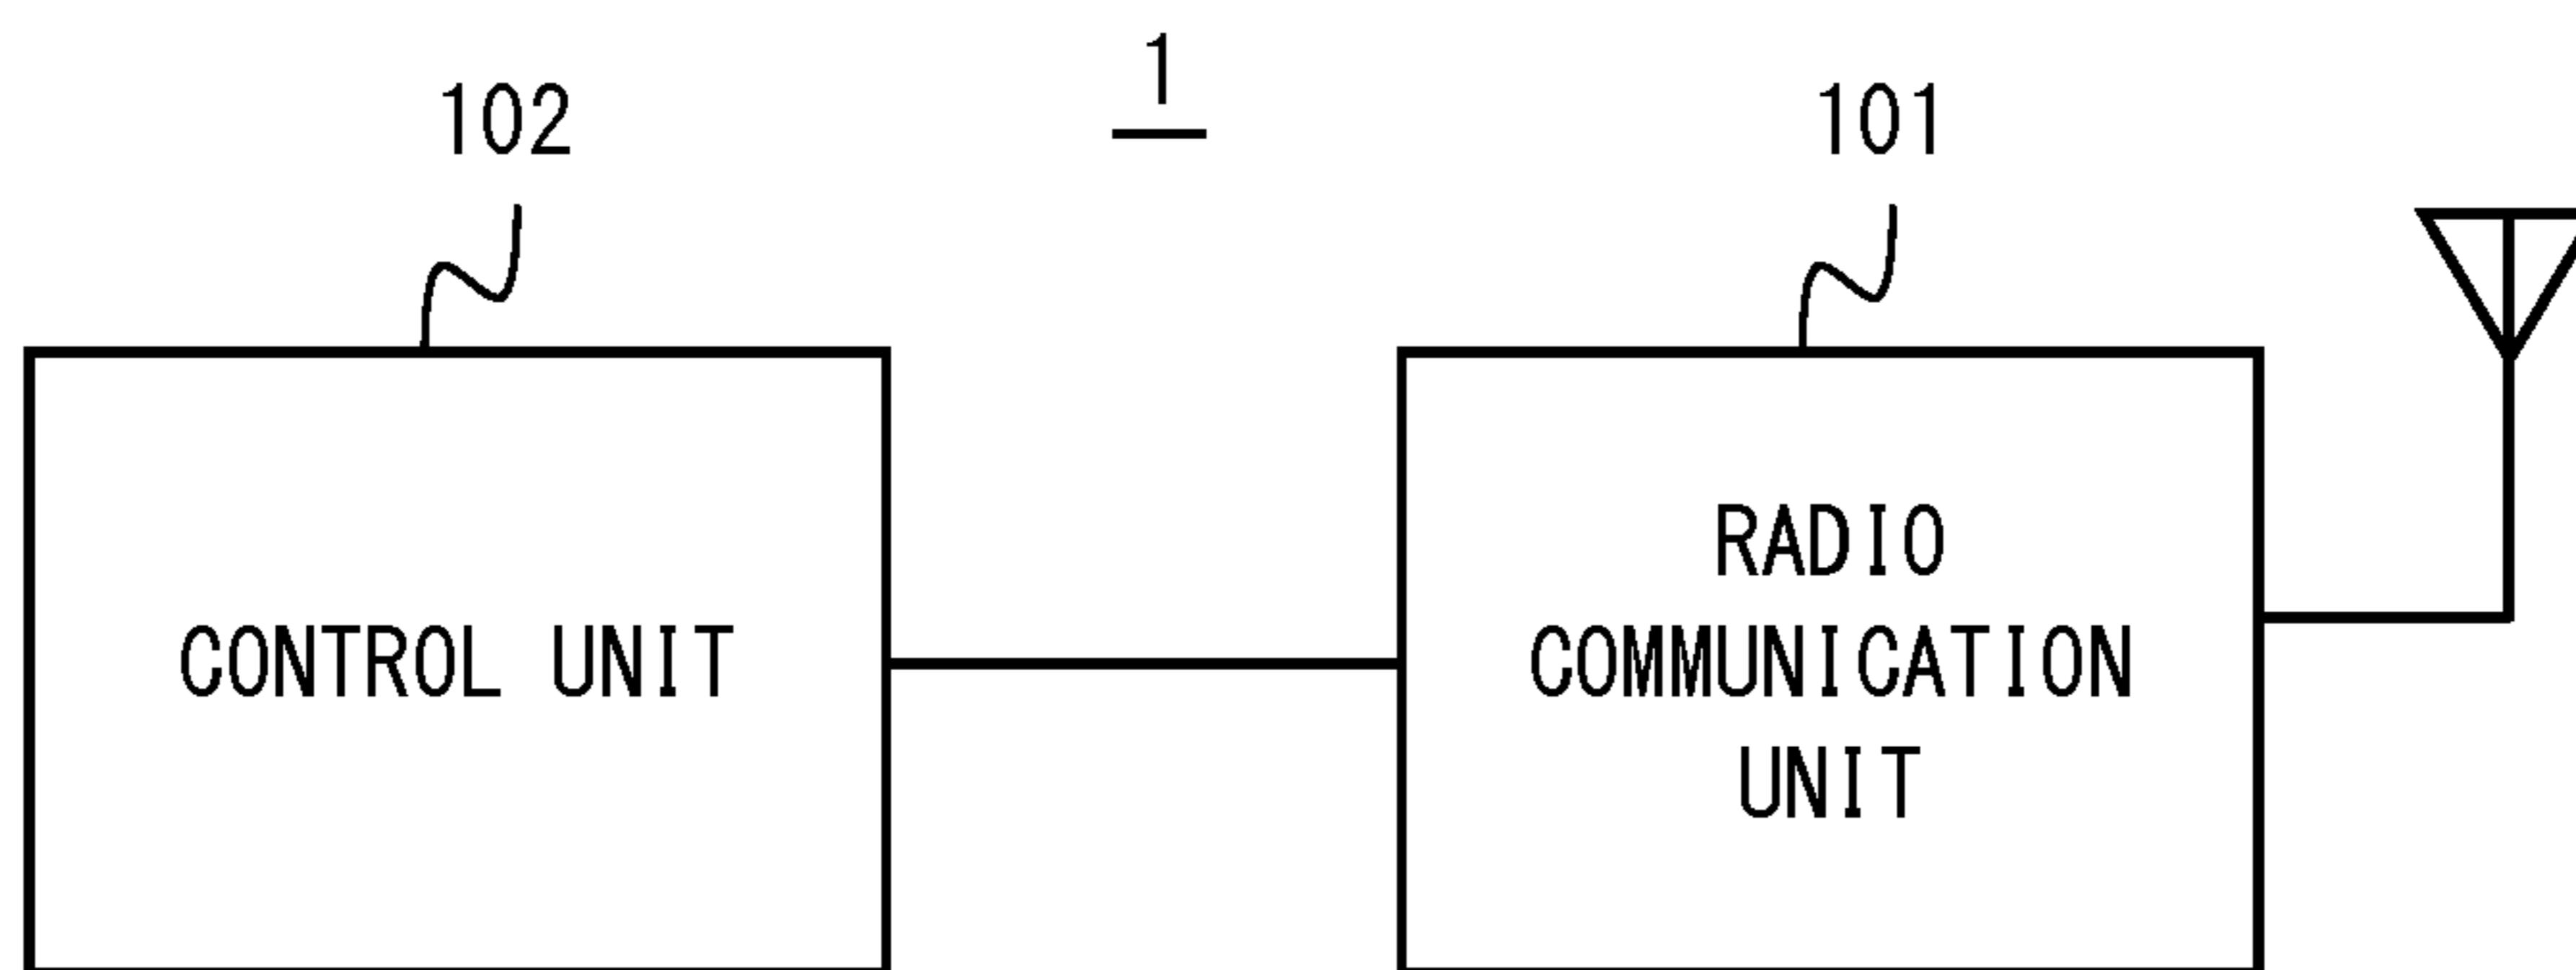 1
102
101
CONTROL UNIT
RADIO
COMMUNICATION
UNIT